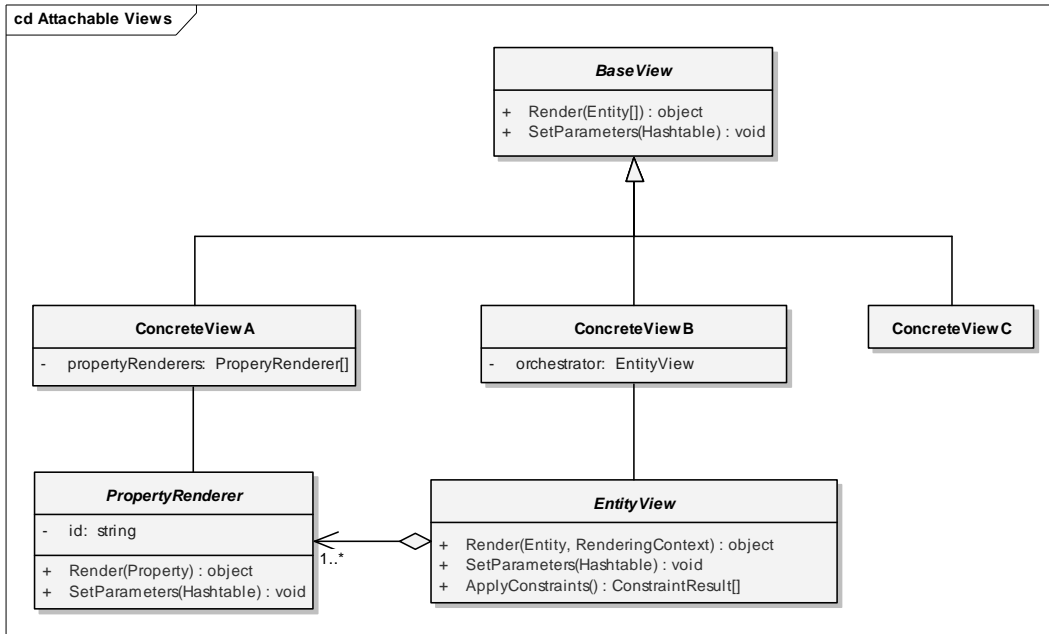 cd Attachable Views
BaseView
+ Render(Entity[]) : object
+ SetParameters(Hashtable) : void
ConcreteViewA
- propertyRenderers: ProperyRenderer[]
ConcreteViewB
- orchestrator: EntityView
ConcreteViewC
PropertyRenderer
- id: string
+ Render(Property) : object
+ SetParameters(Hashtable) : void
1..*
EntityView
+ Render(Entity, RenderingContext) : object
+ SetParameters(Hashtable) : void
+ ApplyConstraints() : ConstraintResult[]